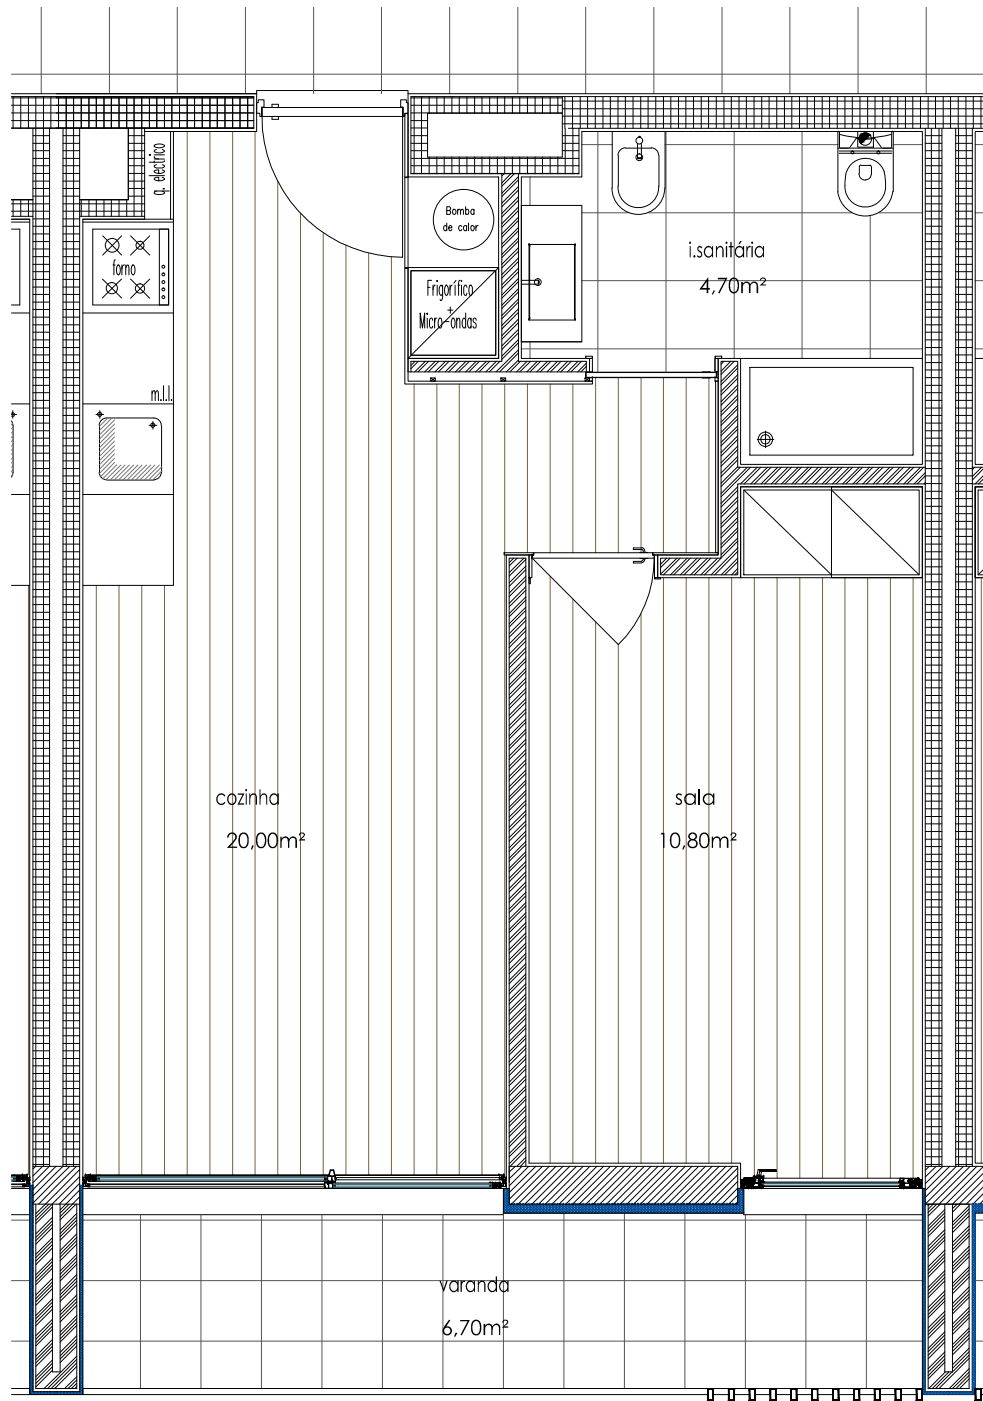 q. electrico
Bomba
de calor
forno
Frigorífico
+
Micro-ondas
i.sanitária
4,70m²
m.l.l.
cozinha
20,00m²
sala
10,80m²
varanda
6,70m²